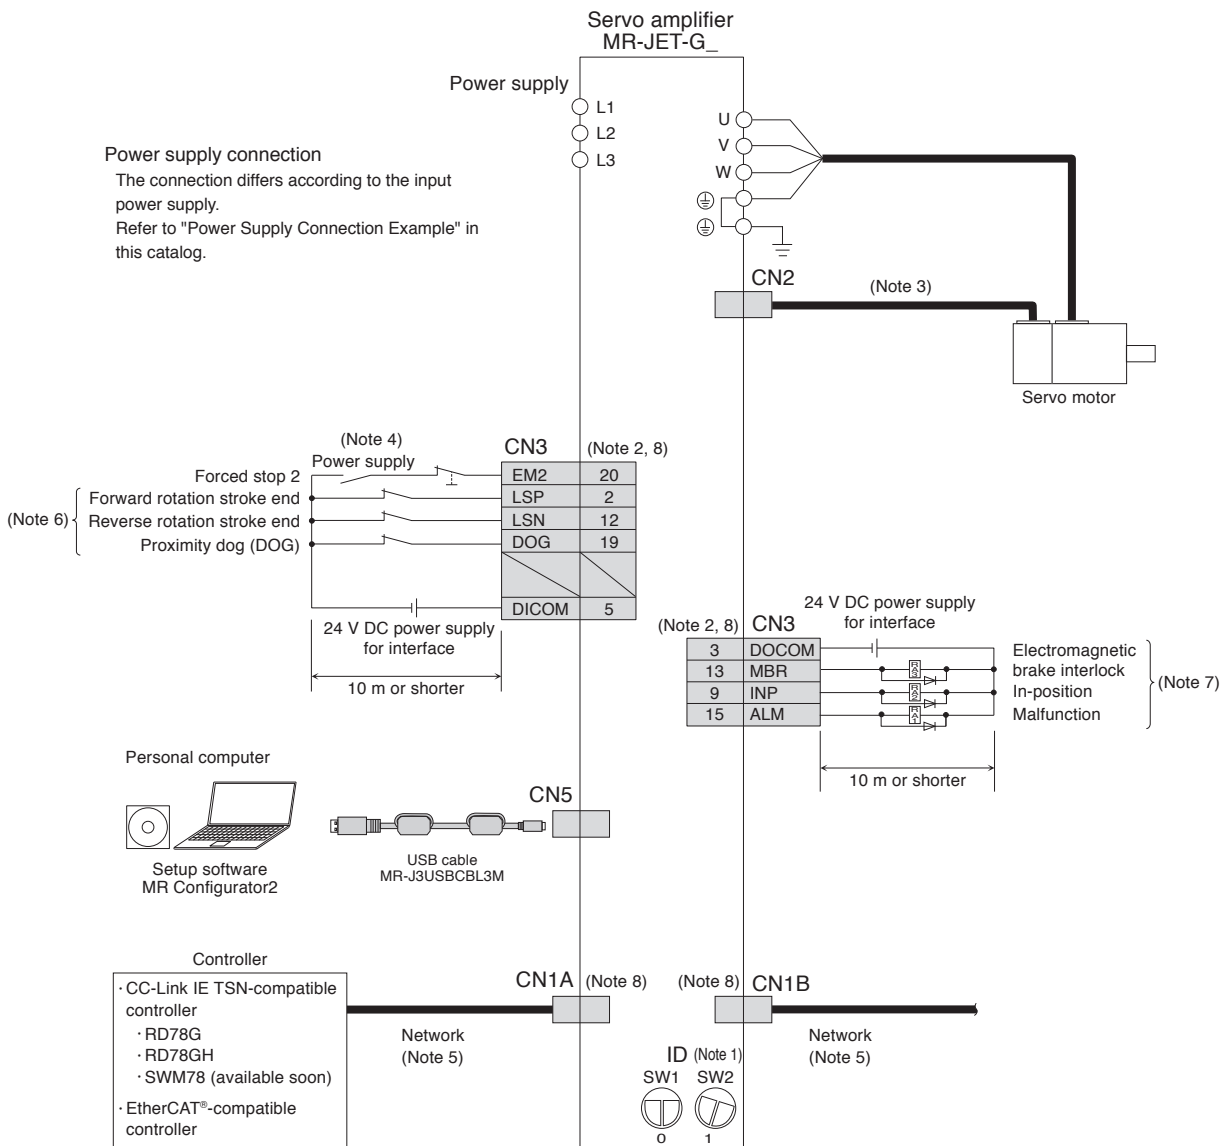 Servo amplifier
MR-JET-G_
Power supply
L1
L2
L3
U
V
W
Power supply connection
The connection differs according to the input
power supply.
Refer to "Power Supply Connection Example" in
this catalog.
CN2
(Note 3)
Servo motor
(Note 4)
Power supply
CN3
(Note 2, 8)
Forced stop 2
EM2
20
Forward rotation stroke end
LSP
2
(Note 6)
Reverse rotation stroke end
LSN
12
Proximity dog (DOG)
DOG
19
DICOM
5
24 V DC power supply
for interface
10 m or shorter
(Note 2, 8)
CN3
24 V DC power supply
for interface
3
DOCOM
13
MBR
RA3
Electromagnetic
brake interlock
9
INP
RA2
In-position
15
ALM
RA1
Malfunction
(Note 7)
10 m or shorter
Personal computer
CN5
Setup software
MR Configurator2
USB cable
MR-J3USBCBL3M
Controller
·CC-Link IE TSN-compatible
controller
·RD78G
·RD78GH
·SWM78 (available soon)
·EtherCAT®-compatible
controller
CN1A
(Note 8)
Network
(Note 5)
(Note 8)
CN1B
Network
(Note 5)
ID (Note 1)
SW1
SW2
0
1